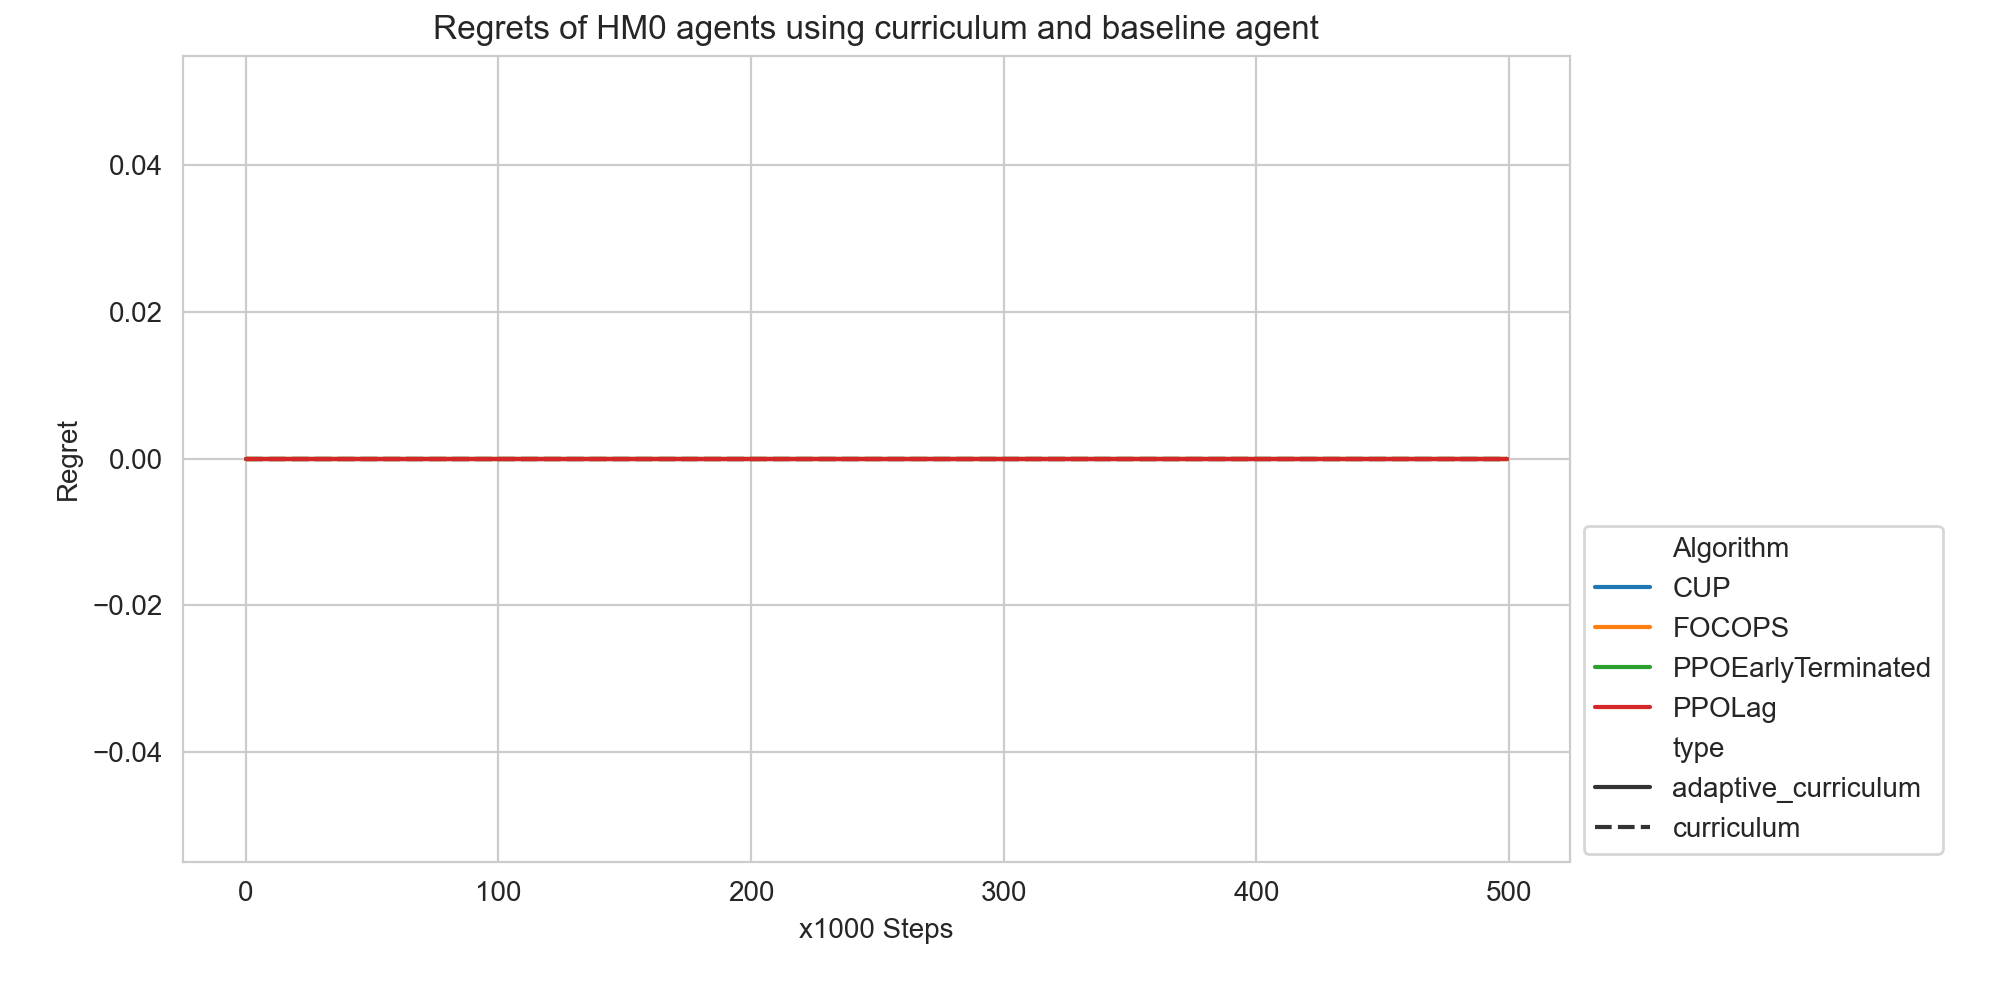 Regrets of HM0 agents using curriculum and baseline agent
0.04
0.02
0.00
−0.02
−0.04
Regret
0 100 200 300 400 500
x1000 Steps
Algorithm
CUP
FOCOPS
PPOEarlyTerminated
PPOLag
type
adaptive_curriculum
curriculum